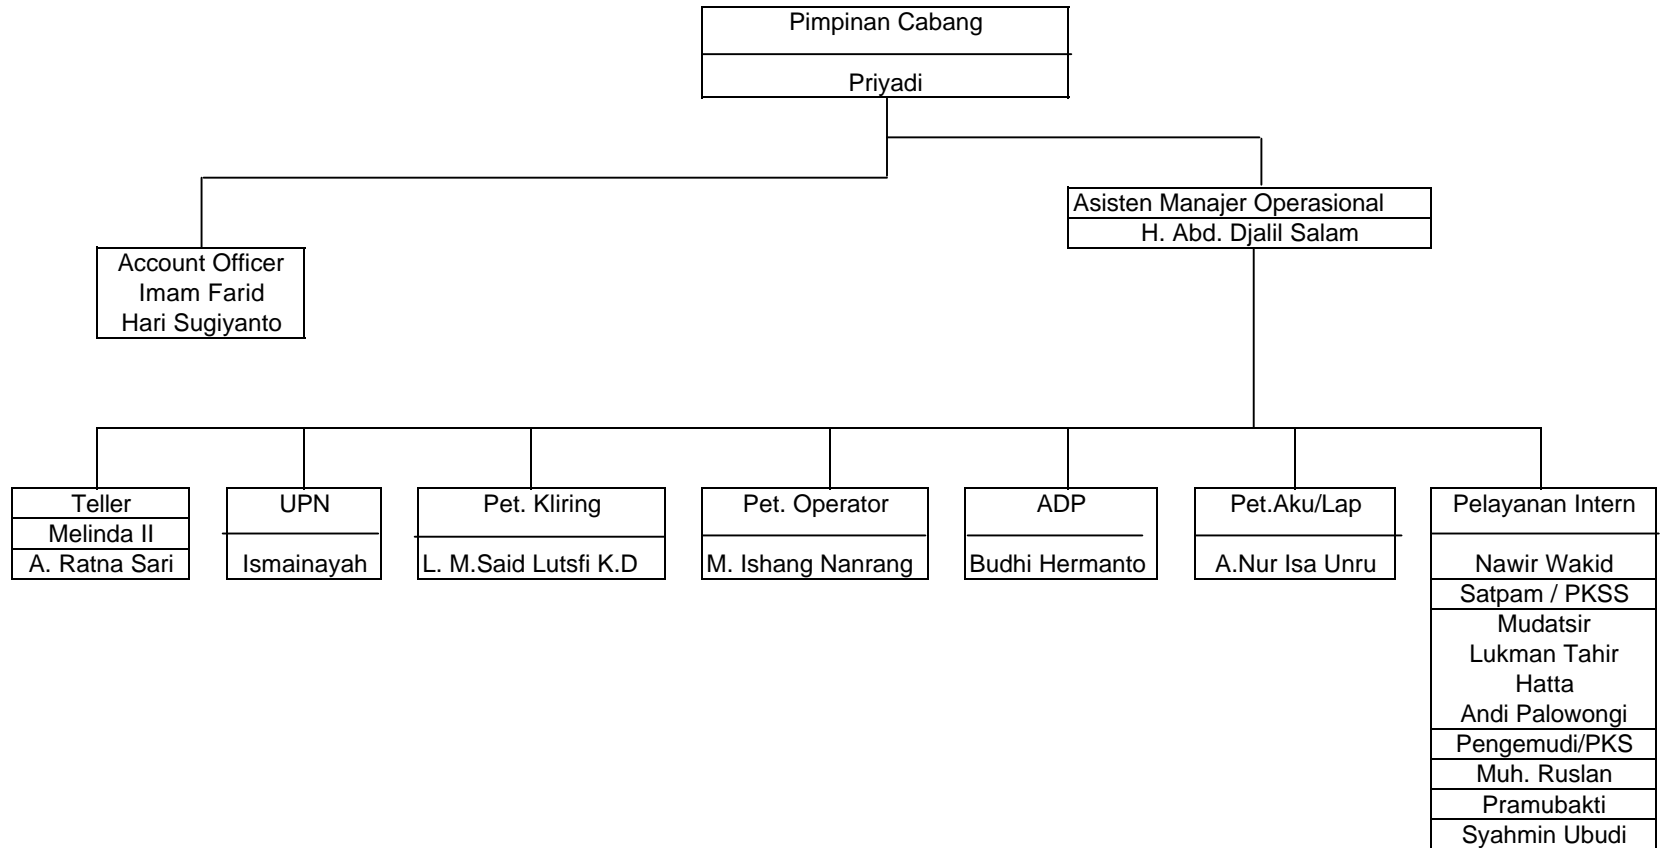 Pimpinan Cabang
Priyadi
Asisten Manajer Operasional
H. Abd. Djalil Salam
Account Officer
Imam Farid
Hari Sugiyanto
Teller
Melinda II
A. Ratna Sari
UPN
Ismainayah
Pet. Kliring
L. M.Said Lutsfi K.D
Pet. Operator
M. Ishang Nanrang
ADP
Budhi Hermanto
Pet.Aku/Lap
A.Nur Isa Unru
Pelayanan Intern
Nawir Wakid
Satpam / PKSS
Mudatsir
Lukman Tahir
Hatta
Andi Palowongi
Pengemudi/PKS
Muh. Ruslan
Pramubakti
Syahmin Ubudi